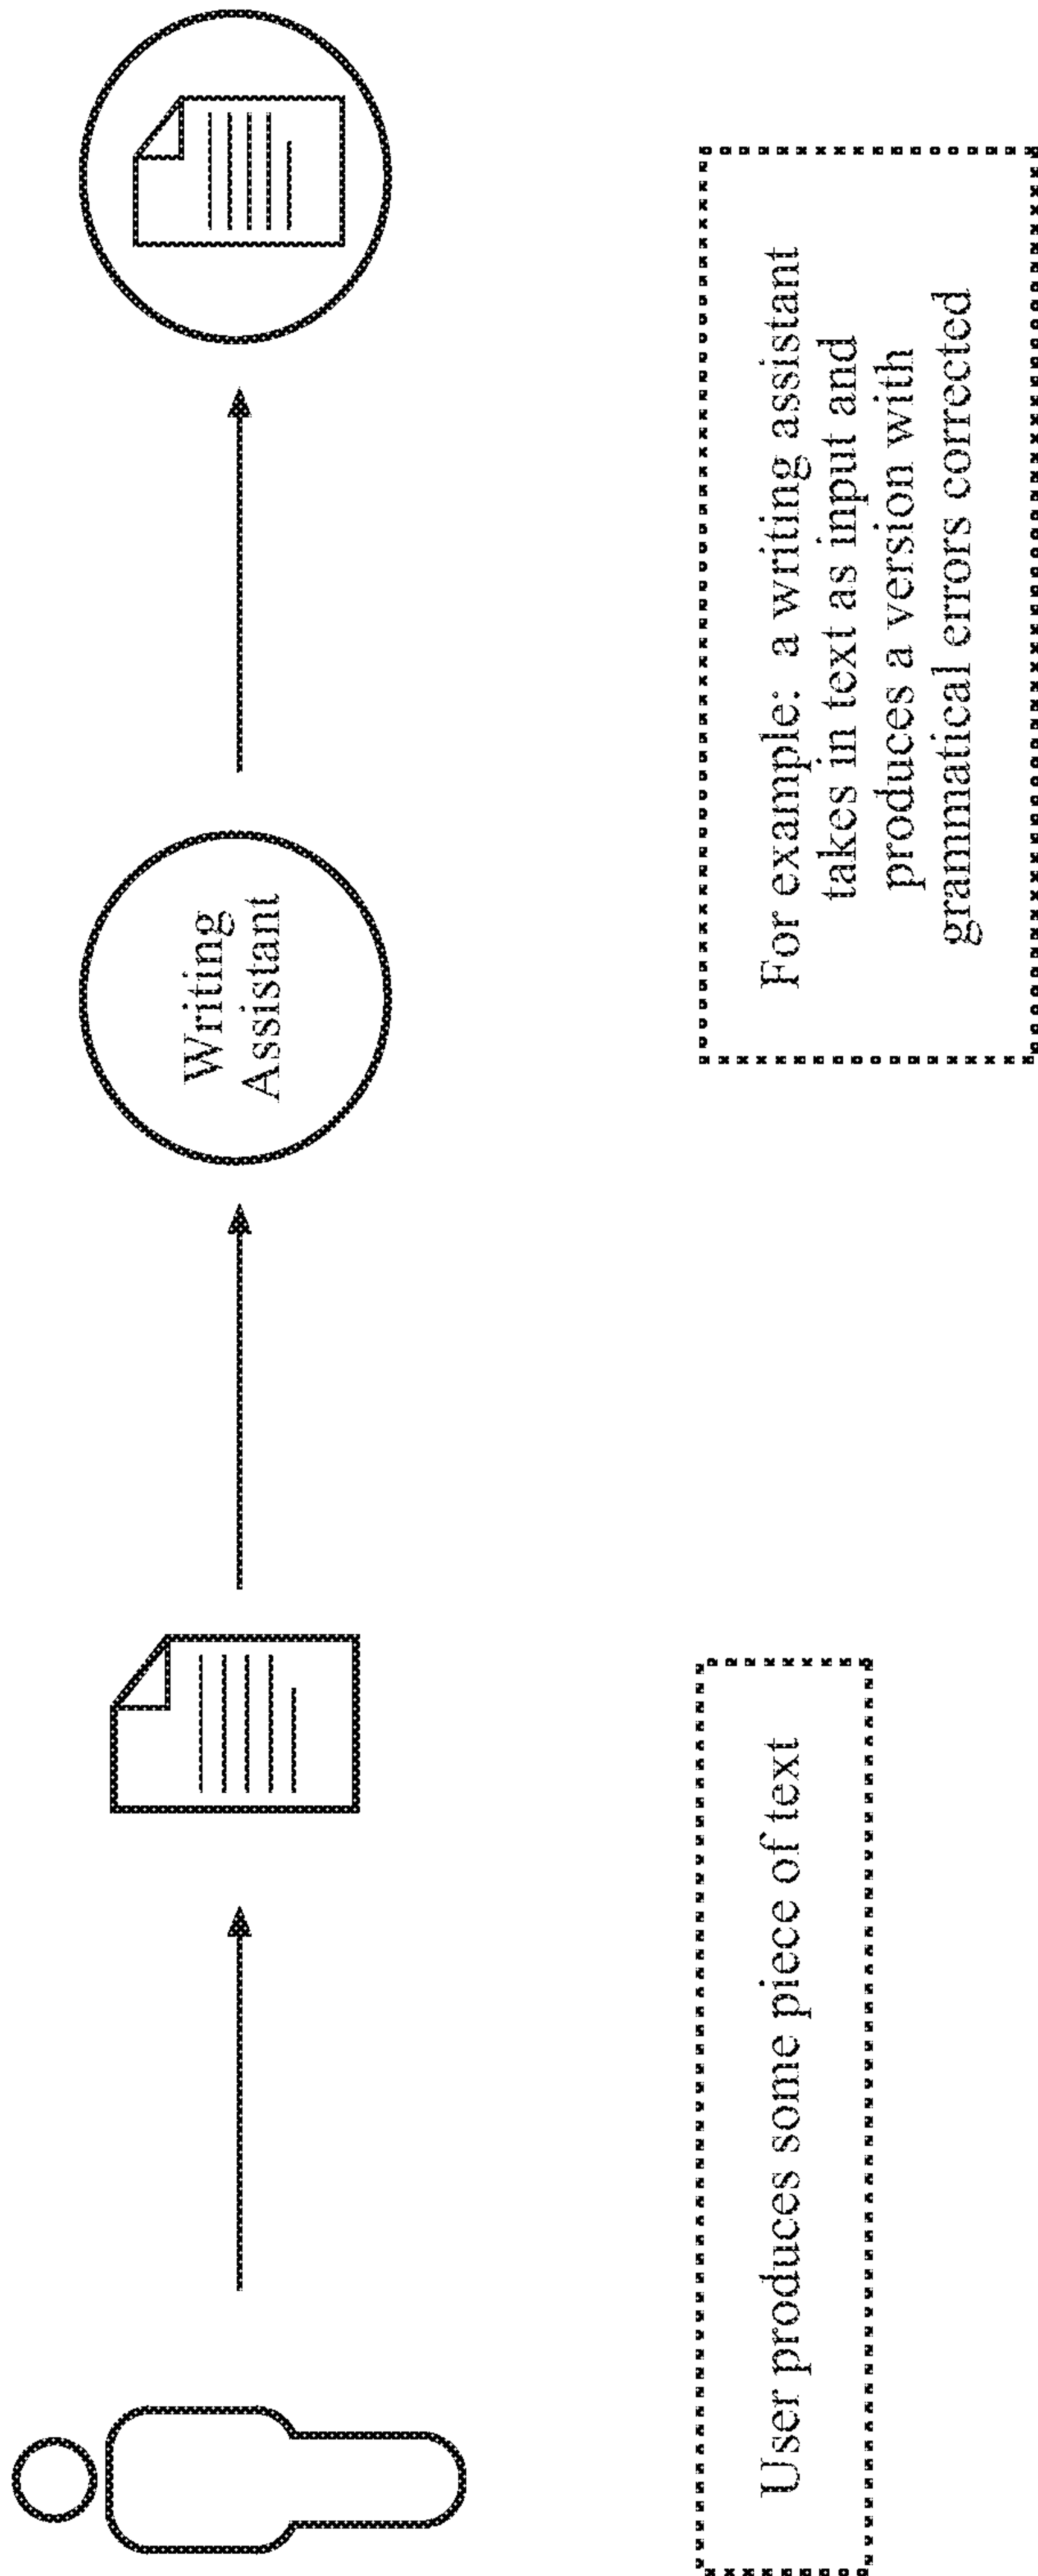 Writing
Assistant
User produces some piece of text
For example: a writing assistant
takes in text as input and
produces a version with
grammatical errors corrected